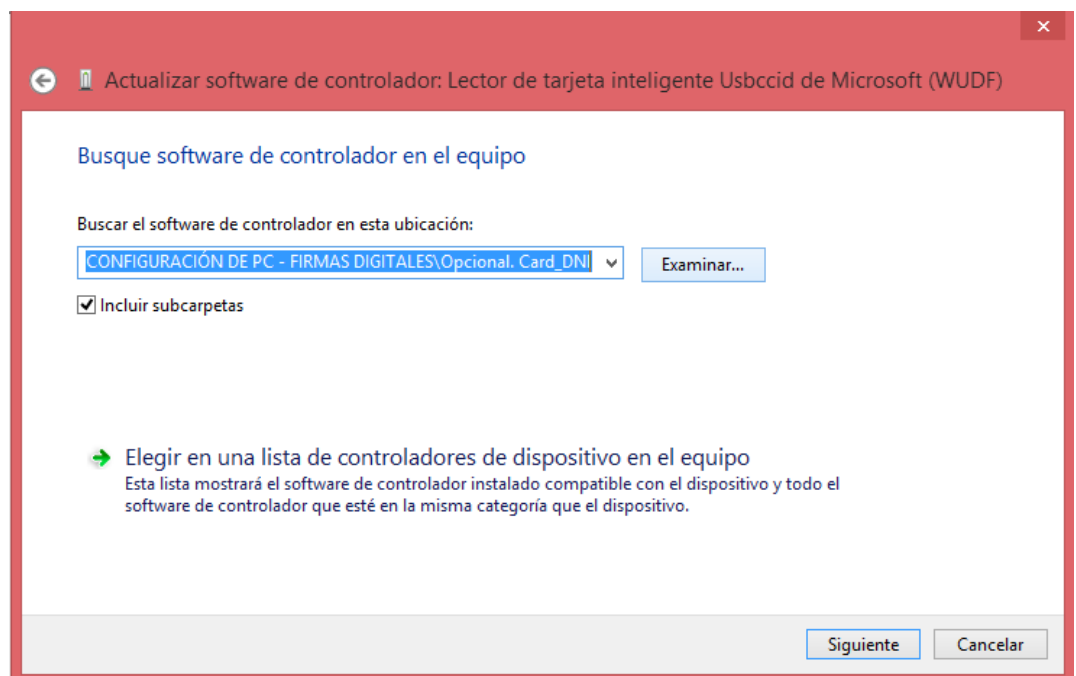 Actualizar software de controlador: Lector de tarjeta inteligente Usbccid de Microsoft (WUDF)
Busque software de controlador en el equipo
Buscar el software de controlador en esta ubicación:
CONFIGURACIÓN DE PC - FIRMAS DIGITALES\Opcional. Card_DNI
Examinar...
Incluir subcarpetas
Elegir en una lista de controladores de dispositivo en el equipo
Esta lista mostrará el software de controlador instalado compatible con el dispositivo y todo el
software de controlador que esté en la misma categoría que el dispositivo.
Siguiente
Cancelar